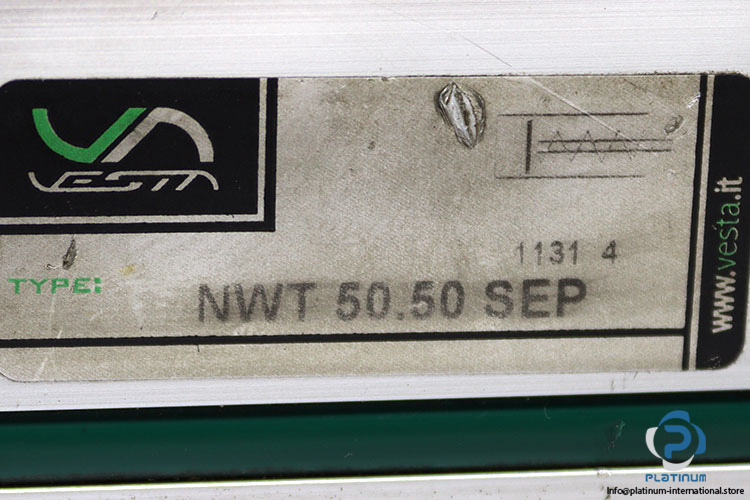 VESTA
1131 4
TYPE:
NWT 50.50 SEP
www.vesta.it
PLATINUM
info@platinum-international.store